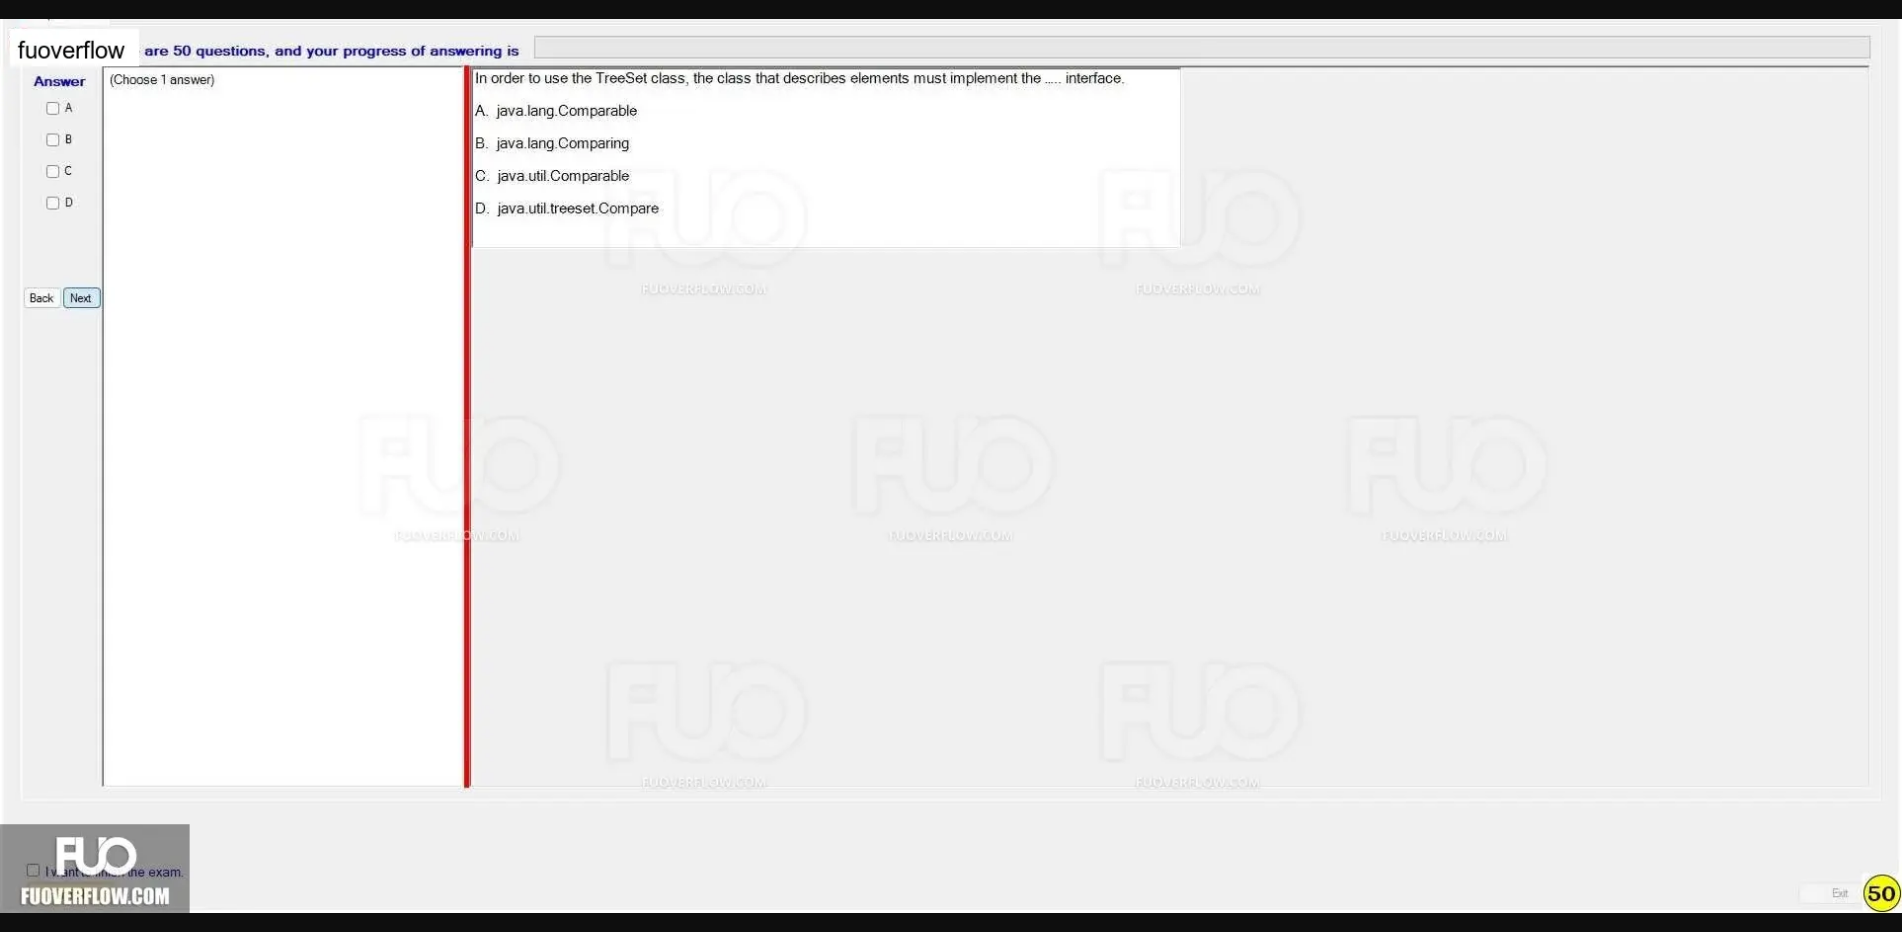 fuoverflow are 50 questions, and your progress of answering is
Answer
(Choose 1 answer)
A
B
C
D
Back Next
In order to use the TreeSet class, the class that describes elements must implement the ..... interface.
A. java.lang.Comparable
B. java.lang.Comparing
C. java.util.Comparable
D. java.util.treeset.Compare
FUO
FUOVERFLOW.COM
FUO
FUOVERFLOW.COM
FUO
FUOVERFLOW.COM
FUO
FUOVERFLOW.COM
FUO
FUOVERFLOW.COM
FUO
FUOVERFLOW.COM
FUO
FUOVERFLOW.COM
FUO
I want the exam.
FUOVERFLOW.COM
Exit
50